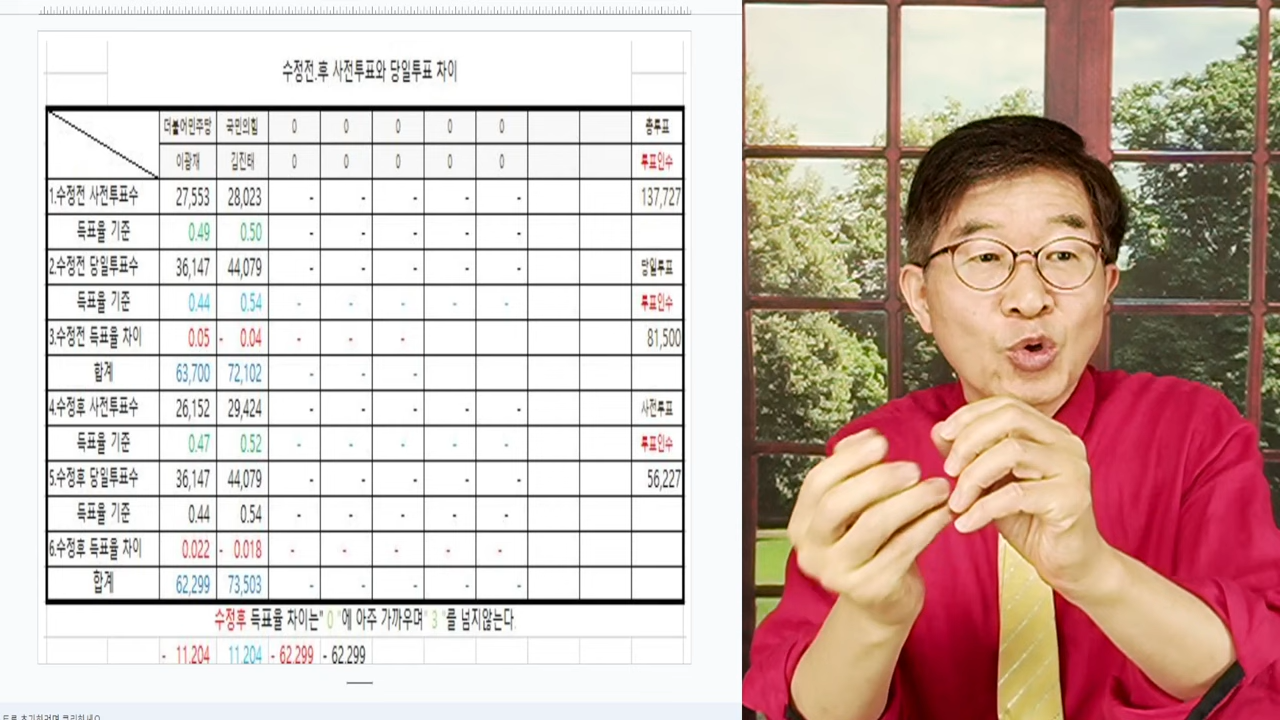 수정전.후 사전투표와 당일투표 차이
더불어민주당 국민의힘 0 0 0 0 0 총투표
이광재 김진태 0 0 0 0 0 투표인수
1.수정전 사전투표수 27,553 28,023 - - - - - 137,727
득표율 기준 0.49 0.50 - - - - -
2.수정전 당일투표수 36,147 44,079 - - - - - 당일투표
득표율 기준 0.44 0.54 - - - - - 투표인수
3.수정전 득표율 차이 0.05 - 0.04 - - - 81,500
합계 63,700 72,102 - - -
4.수정후 사전투표수 26,152 29,424 - - - - - 사전투표
득표율 기준 0.47 0.52 - - - - - 투표인수
5.수정후 당일투표수 36,147 44,079 - - - - - 56,227
득표율 기준 0.44 0.54 - - - - -
6.수정후 득표율 차이 0.022 - 0.018 - - - - -
합계 62,299 73,503 - - - - -
수정후 득표율 차이는" 0 "에 아주 가까우며" 3 "를 넘지않는다.
- 11,204 11,204 - 62,299 - 62,299